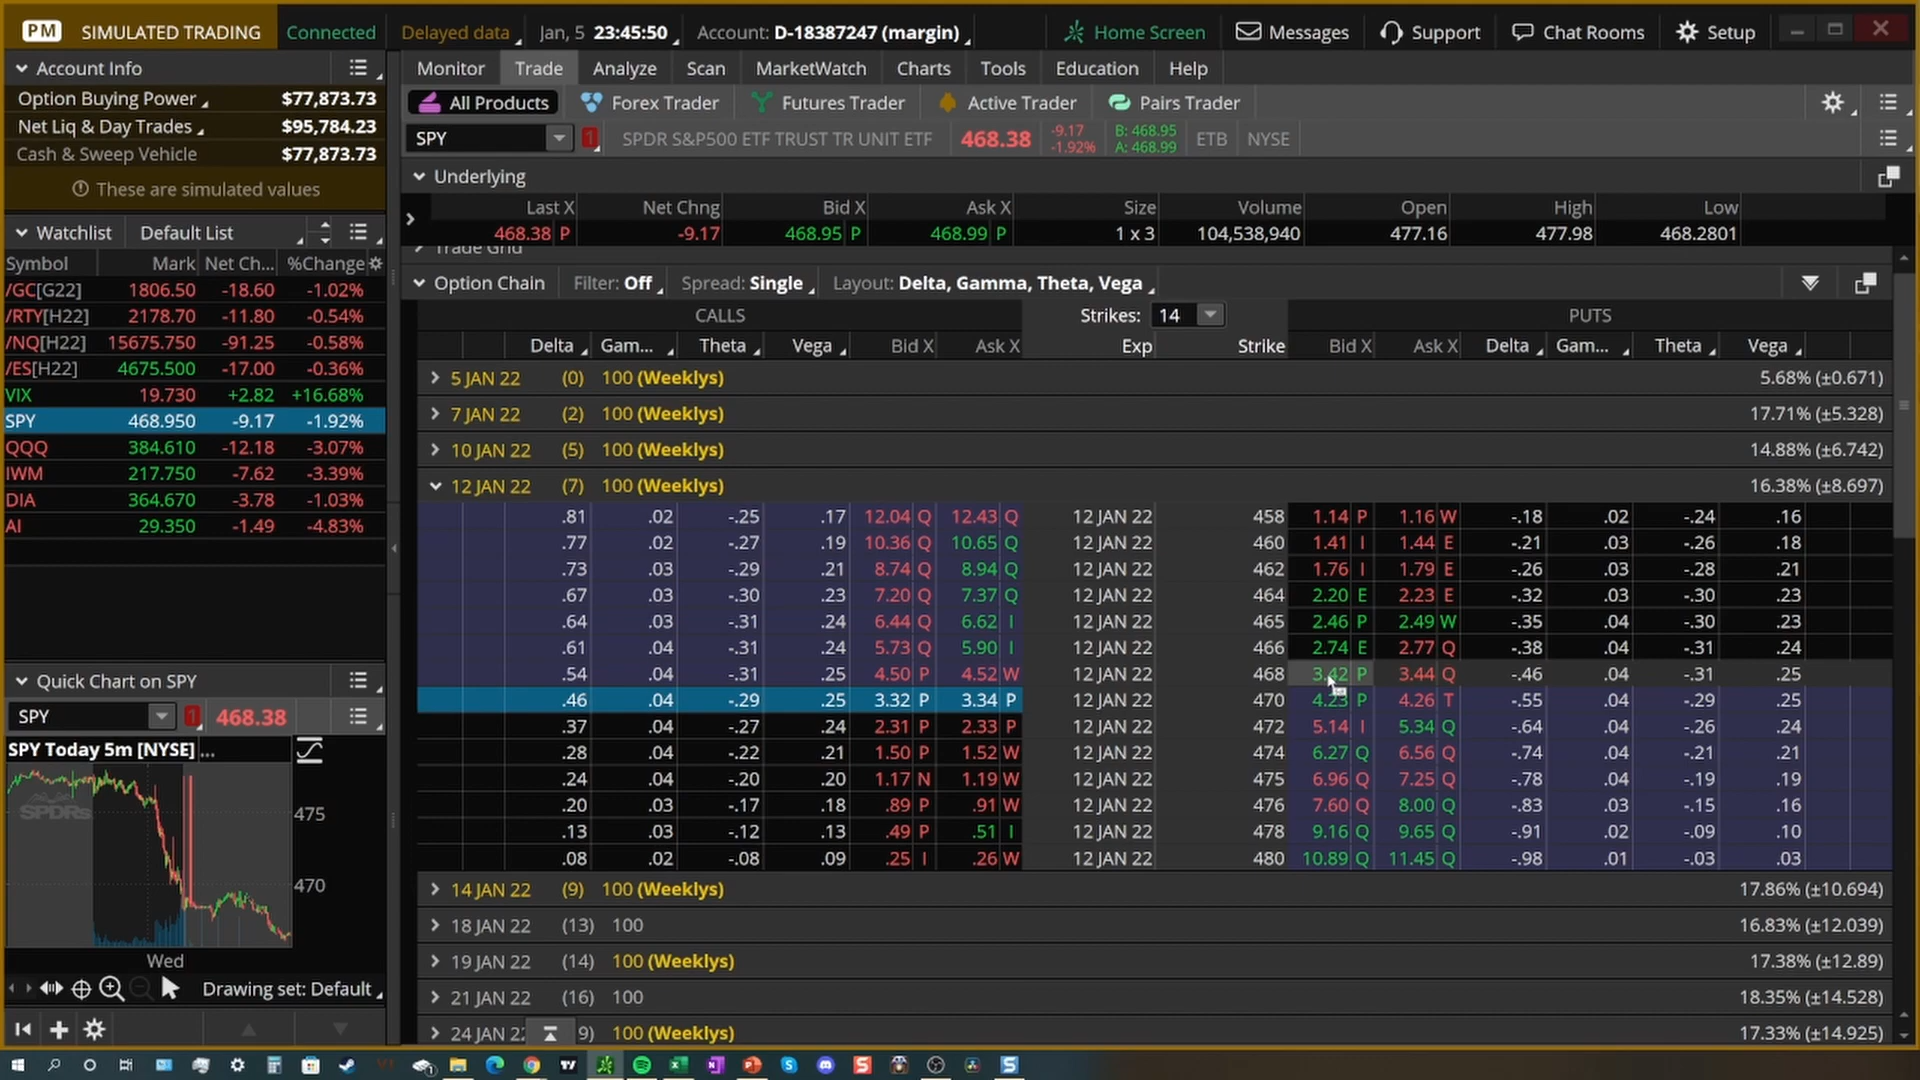 PM SIMULATED TRADING Connected Delayed data Jan, 5 23:45:50 Account: D-18387247 (margin) Home Screen Messages Support Chat Rooms Setup
Account Info
Option Buying Power $77,873.73
Net Liq & Day Trades $95,784.23
Cash & Sweep Vehicle $77,873.73
These are simulated values
Watchlist Default List
Symbol Mark Net Ch... %Change
/GC[G22] 1806.50 -18.60 -1.02%
/RTY[H22] 2178.70 -11.80 -0.54%
/NQ[H22] 15675.750 -91.25 -0.58%
/ES[H22] 4675.500 -17.00 -0.36%
VIX 19.730 +2.82 +16.68%
SPY 468.950 -9.17 -1.92%
QQQ 384.610 -12.18 -3.07%
IWM 217.750 -7.62 -3.39%
DIA 364.670 -3.78 -1.03%
AI 29.350 -1.49 -4.83%
Quick Chart on SPY
SPY 1 468.38
SPY Today 5m [NYSE] ...
SPDRs
475
470
Wed
Drawing set: Default
Monitor Trade Analyze Scan MarketWatch Charts Tools Education Help
All Products Forex Trader Futures Trader Active Trader Pairs Trader
SPY 1 SPDR S&P500 ETF TRUST TR UNIT ETF 468.38 -9.17 -1.92% B: 468.95 A: 468.99 ETB NYSE
Underlying
Last X Net Chng Bid X Ask X Size Volume Open High Low
468.38 P -9.17 468.95 P 468.99 P 1 x 3 104,538,940 477.16 477.98 468.2801
Trade Grid
Option Chain Filter: Off Spread: Single Layout: Delta, Gamma, Theta, Vega
CALLS Strikes: 14 PUTS
Delta Gam... Theta Vega Bid X Ask X Exp Strike Bid X Ask X Delta Gam... Theta Vega
5 JAN 22 (0) 100 (Weeklys) 5.68% (±0.671)
7 JAN 22 (2) 100 (Weeklys) 17.71% (±5.328)
10 JAN 22 (5) 100 (Weeklys) 14.88% (±6.742)
12 JAN 22 (7) 100 (Weeklys) 16.38% (±8.697)
.81 .02 -.25 .17 12.04 Q 12.43 Q 12 JAN 22 458 1.14 P 1.16 W -.18 .02 -.24 .16
.77 .02 -.27 .19 10.36 Q 10.65 Q 12 JAN 22 460 1.41 I 1.44 E -.21 .03 -.26 .18
.73 .03 -.29 .21 8.74 Q 8.94 Q 12 JAN 22 462 1.76 I 1.79 E -.26 .03 -.28 .21
.67 .03 -.30 .23 7.20 Q 7.37 Q 12 JAN 22 464 2.20 E 2.23 E -.32 .03 -.30 .23
.64 .03 -.31 .24 6.44 Q 6.62 I 12 JAN 22 465 2.46 P 2.49 W -.35 .04 -.30 .23
.61 .03 -.31 .24 5.73 Q 5.90 I 12 JAN 22 466 2.74 E 2.77 Q -.38 .04 -.31 .24
.54 .04 -.31 .25 4.50 P 4.52 W 12 JAN 22 468 3.42 P 3.44 Q -.46 .04 -.31 .25
.46 .04 -.29 .25 3.32 P 3.34 P 12 JAN 22 470 4.23 P 4.26 T -.55 .04 -.29 .25
.37 .04 -.27 .24 2.31 P 2.33 P 12 JAN 22 472 5.14 I 5.34 Q -.64 .04 -.26 .24
.28 .04 -.22 .21 1.50 P 1.52 W 12 JAN 22 474 6.27 Q 6.56 Q -.74 .04 -.21 .21
.24 .04 -.20 .20 1.17 N 1.19 W 12 JAN 22 475 6.96 Q 7.25 Q -.78 .04 -.19 .19
.20 .03 -.17 .18 .89 P .91 W 12 JAN 22 476 7.60 Q 8.00 Q -.83 .03 -.15 .16
.13 .03 -.12 .13 .49 P .51 I 12 JAN 22 478 9.16 Q 9.65 Q -.91 .02 -.09 .10
.08 .02 -.08 .09 .25 I .26 W 12 JAN 22 480 10.89 Q 11.45 Q -.98 .01 -.03 .03
14 JAN 22 (9) 100 (Weeklys) 17.86% (±10.694)
18 JAN 22 (13) 100 16.83% (±12.039)
19 JAN 22 (14) 100 (Weeklys) 17.38% (±12.89)
21 JAN 22 (16) 100 18.35% (±14.528)
24 JAN 22 9) 100 (Weeklys) 17.33% (±14.925)